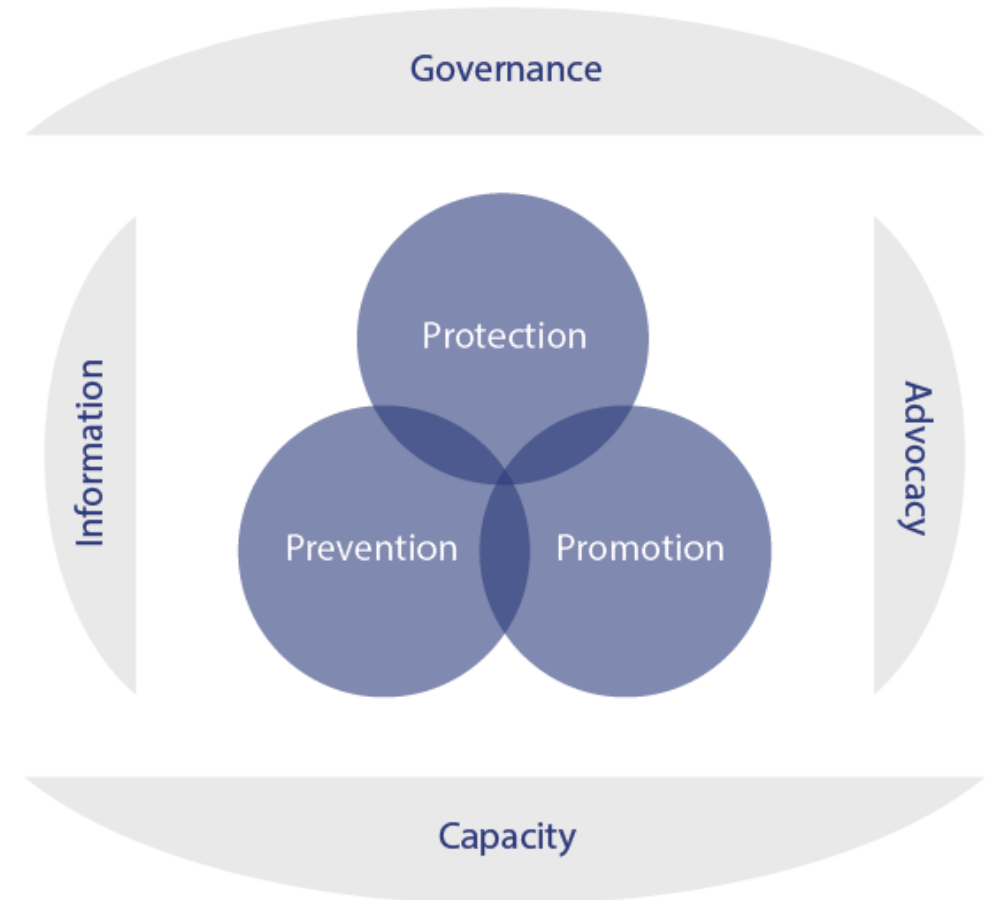 Governance
Protection
Information
Advocacy
Prevention
Promotion
Capacity